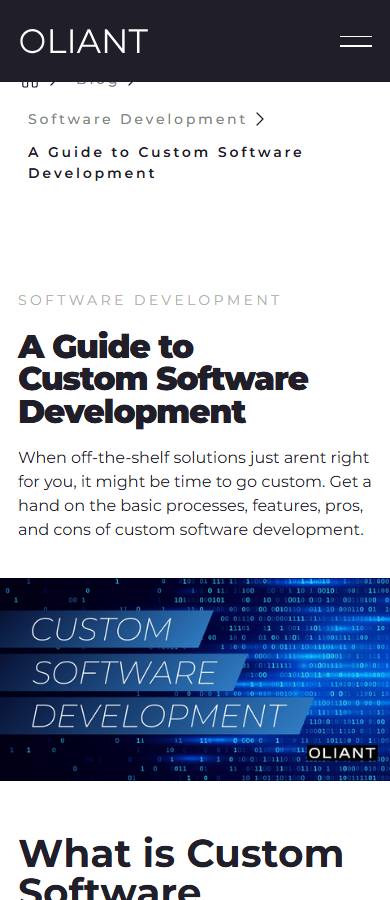 OLIANT
Blog
Software Development
A Guide to Custom Software
Development
SOFTWARE DEVELOPMENT
A Guide to
Custom Software
Development
When off-the-shelf solutions just arent right
for you, it might be time to go custom. Get a
hand on the basic processes, features, pros,
and cons of custom software development.
CUSTOM
SOFTWARE
DEVELOPMENT
OLIANT
What is Custom
Software